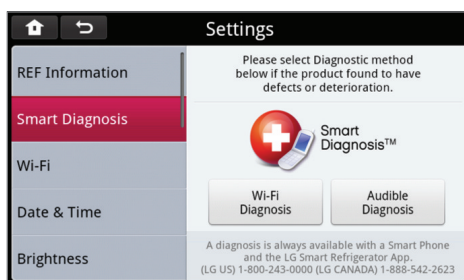 Settings
REF Information
Smart Diagnosis
Wi-Fi
Date & Time
Brightness
Please select Diagnostic method
below if the product found to have
defects or deterioration.
Smart
Diagnosis™
Wi-Fi
Diagnosis
Audible
Diagnosis
A diagnosis is always available with a Smart Phone
and the LG Smart Refrigerator App.
(LG US) 1-800-243-0000 (LG CANADA) 1-888-542-2623